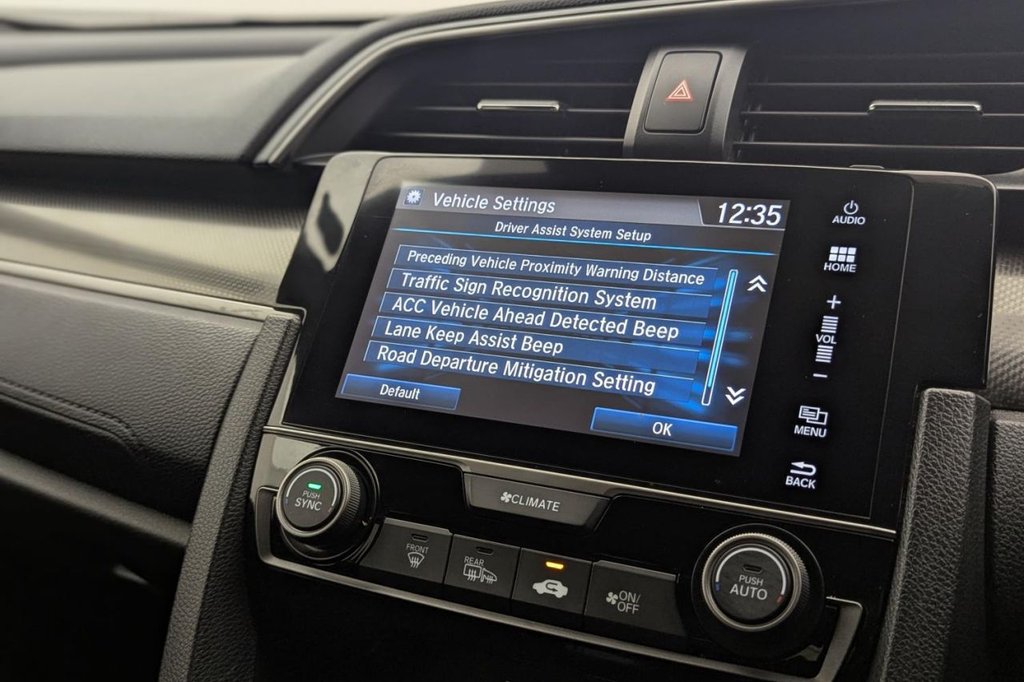 Vehicle Settings 12:35
Driver Assist System Setup
Preceding Vehicle Proximity Warning Distance
Traffic Sign Recognition System
ACC Vehicle Ahead Detected Beep
Lane Keep Assist Beep
Road Departure Mitigation Setting
Default
OK
AUDIO
HOME
+
VOL
−
MENU
BACK
CLIMATE
PUSH
SYNC
FRONT
REAR
ON/
OFF
PUSH
AUTO